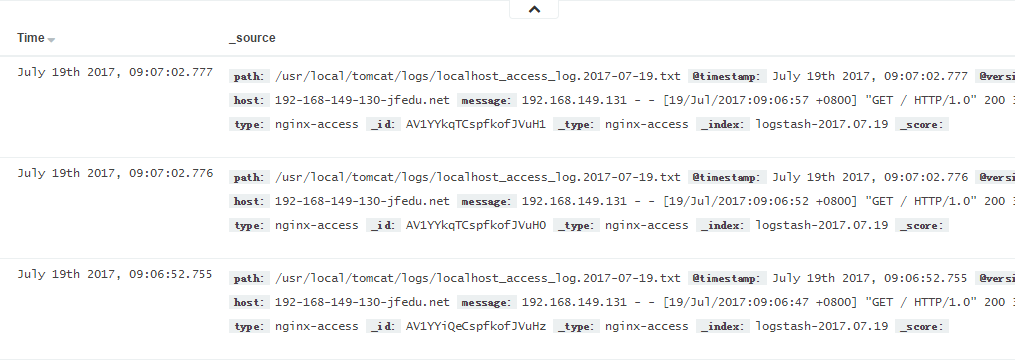 Time _source
July 19th 2017, 09:07:02.777 path: /usr/local/tomcat/logs/localhost_access_log.2017-07-19.txt @timestamp: July 19th 2017, 09:07:02.777 @versi
host: 192-168-149-130-jfedu.net message: 192.168.149.131 - - [19/Jul/2017:09:06:57 +0800] "GET / HTTP/1.0" 200
type: nginx-access _id: AV1YYkqTCspfkofJVuH1 _type: nginx-access _index: logstash-2017.07.19 _score:
July 19th 2017, 09:07:02.776 path: /usr/local/tomcat/logs/localhost_access_log.2017-07-19.txt @timestamp: July 19th 2017, 09:07:02.776 @versi
host: 192-168-149-130-jfedu.net message: 192.168.149.131 - - [19/Jul/2017:09:06:52 +0800] "GET / HTTP/1.0" 200
type: nginx-access _id: AV1YYkqTCspfkofJVuH0 _type: nginx-access _index: logstash-2017.07.19 _score:
July 19th 2017, 09:06:52.755 path: /usr/local/tomcat/logs/localhost_access_log.2017-07-19.txt @timestamp: July 19th 2017, 09:06:52.755 @versi
host: 192-168-149-130-jfedu.net message: 192.168.149.131 - - [19/Jul/2017:09:06:47 +0800] "GET / HTTP/1.0" 200
type: nginx-access _id: AV1YYiQeCspfkofJVuHz _type: nginx-access _index: logstash-2017.07.19 _score: